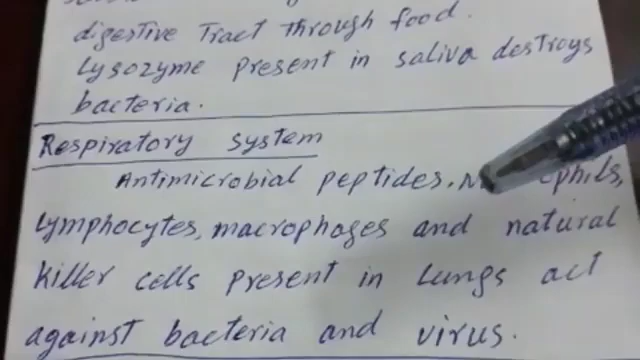 digestive Tract Through food.
Lysozyme present in saliva destroys
bacteria.
Respiratory system
Antimicrobial peptides,
lymphocytes, macrophages and natural
killer cells present in Lungs act
against bacteria and virus.